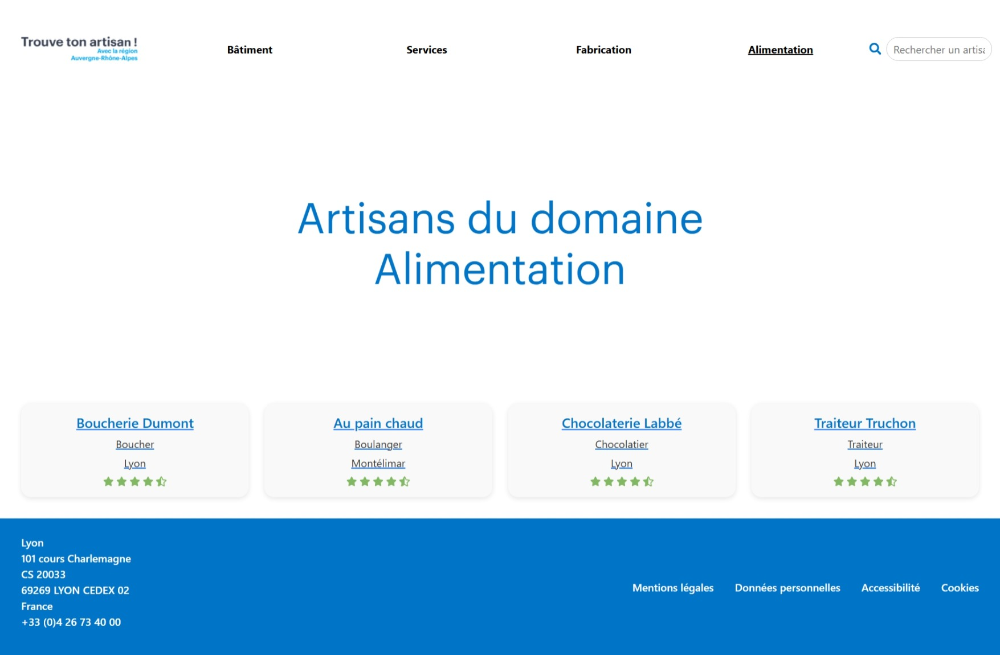 Trouve ton artisan !
Avec la région
Auvergne-Rhône-Alpes
Bâtiment
Services
Fabrication
Alimentation
Rechercher un artisa
Artisans du domaine
Alimentation
Boucherie Dumont
Boucher
Lyon
Au pain chaud
Boulanger
Montélimar
Chocolaterie Labbé
Chocolatier
Lyon
Traiteur Truchon
Traiteur
Lyon
Lyon
101 cours Charlemagne
CS 20033
69269 LYON CEDEX 02
France
+33 (0)4 26 73 40 00
Mentions légales
Données personnelles
Accessibilité
Cookies